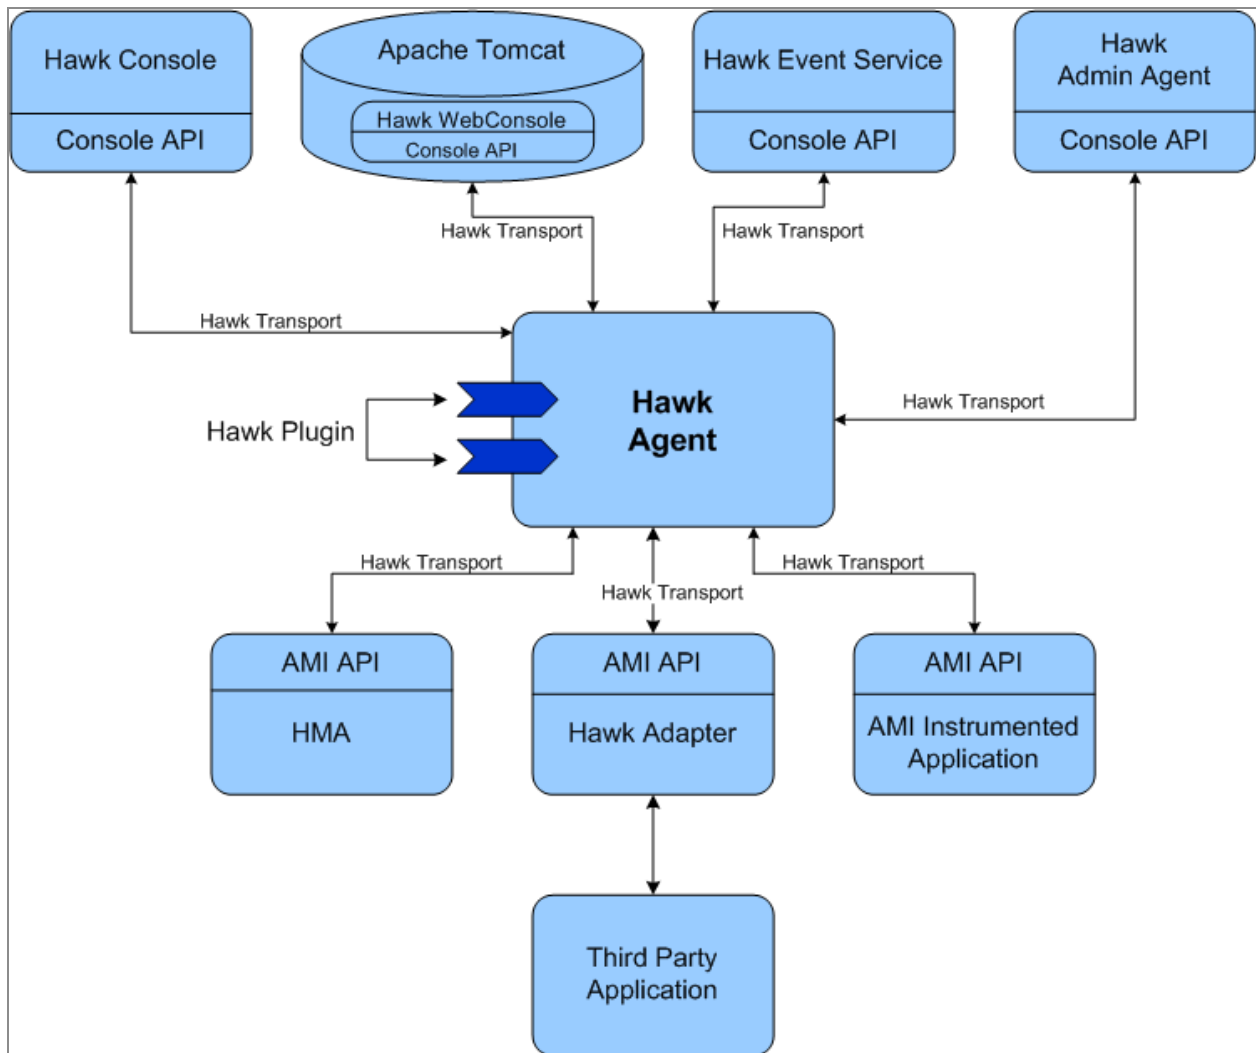 Hawk Console
Console API
Apache Tomcat
Hawk WebConsole
Console API
Hawk Event Service
Console API
Hawk
Admin Agent
Console API
Hawk Transport
Hawk Transport
Hawk Transport
Hawk Transport
Hawk Plugin
Hawk
Agent
Hawk Transport
Hawk Transport
Hawk Transport
AMI API
HMA
AMI API
Hawk Adapter
AMI API
AMI Instrumented
Application
Third Party
Application